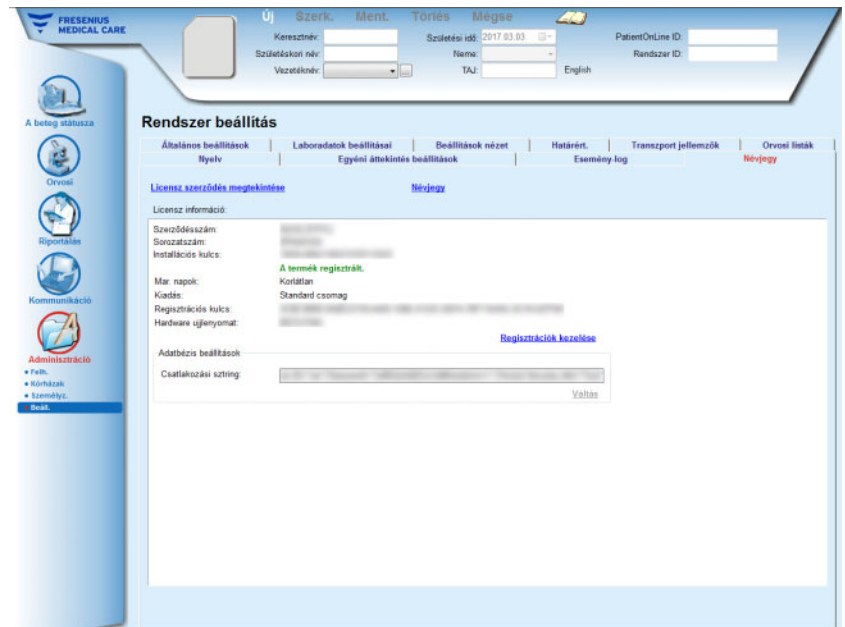 FRESENIUS
MEDICAL CARE
Új Szerk. Ment. Törlés Mégse
Keresztnév: Születési idő: 2017.03.03. PatientOnLine ID:
Születéskori név: Neme: Rendszer ID:
Vezetéknév: ... TAJ: English
A beteg státusza
Orvosi
Riportálás
Kommunikáció
Adminisztráció
Felh.
Kórházak
Személyz.
Beáll.
Rendszer beállítás
Általános beállítások Laboradatok beállításai Beállítások nézet Határért. Transzport jellemzők Orvosi listák
Nyelv Egyéni áttekintés beállítások Esemény-log Névjegy
Licensz szerződés megtekintése Névjegy
Licensz információ:
Szerződésszám:
Sorozatszám:
Installációs kulcs:
A termék regisztrált.
Mar. napok: Korlátlan
Kiadás: Standard csomag
Regisztrációs kulcs:
Hardware ujjlenyomat:
Regisztrációk kezelése
Adatbézis beállítások
Csatlakozási sztring:
Váltás